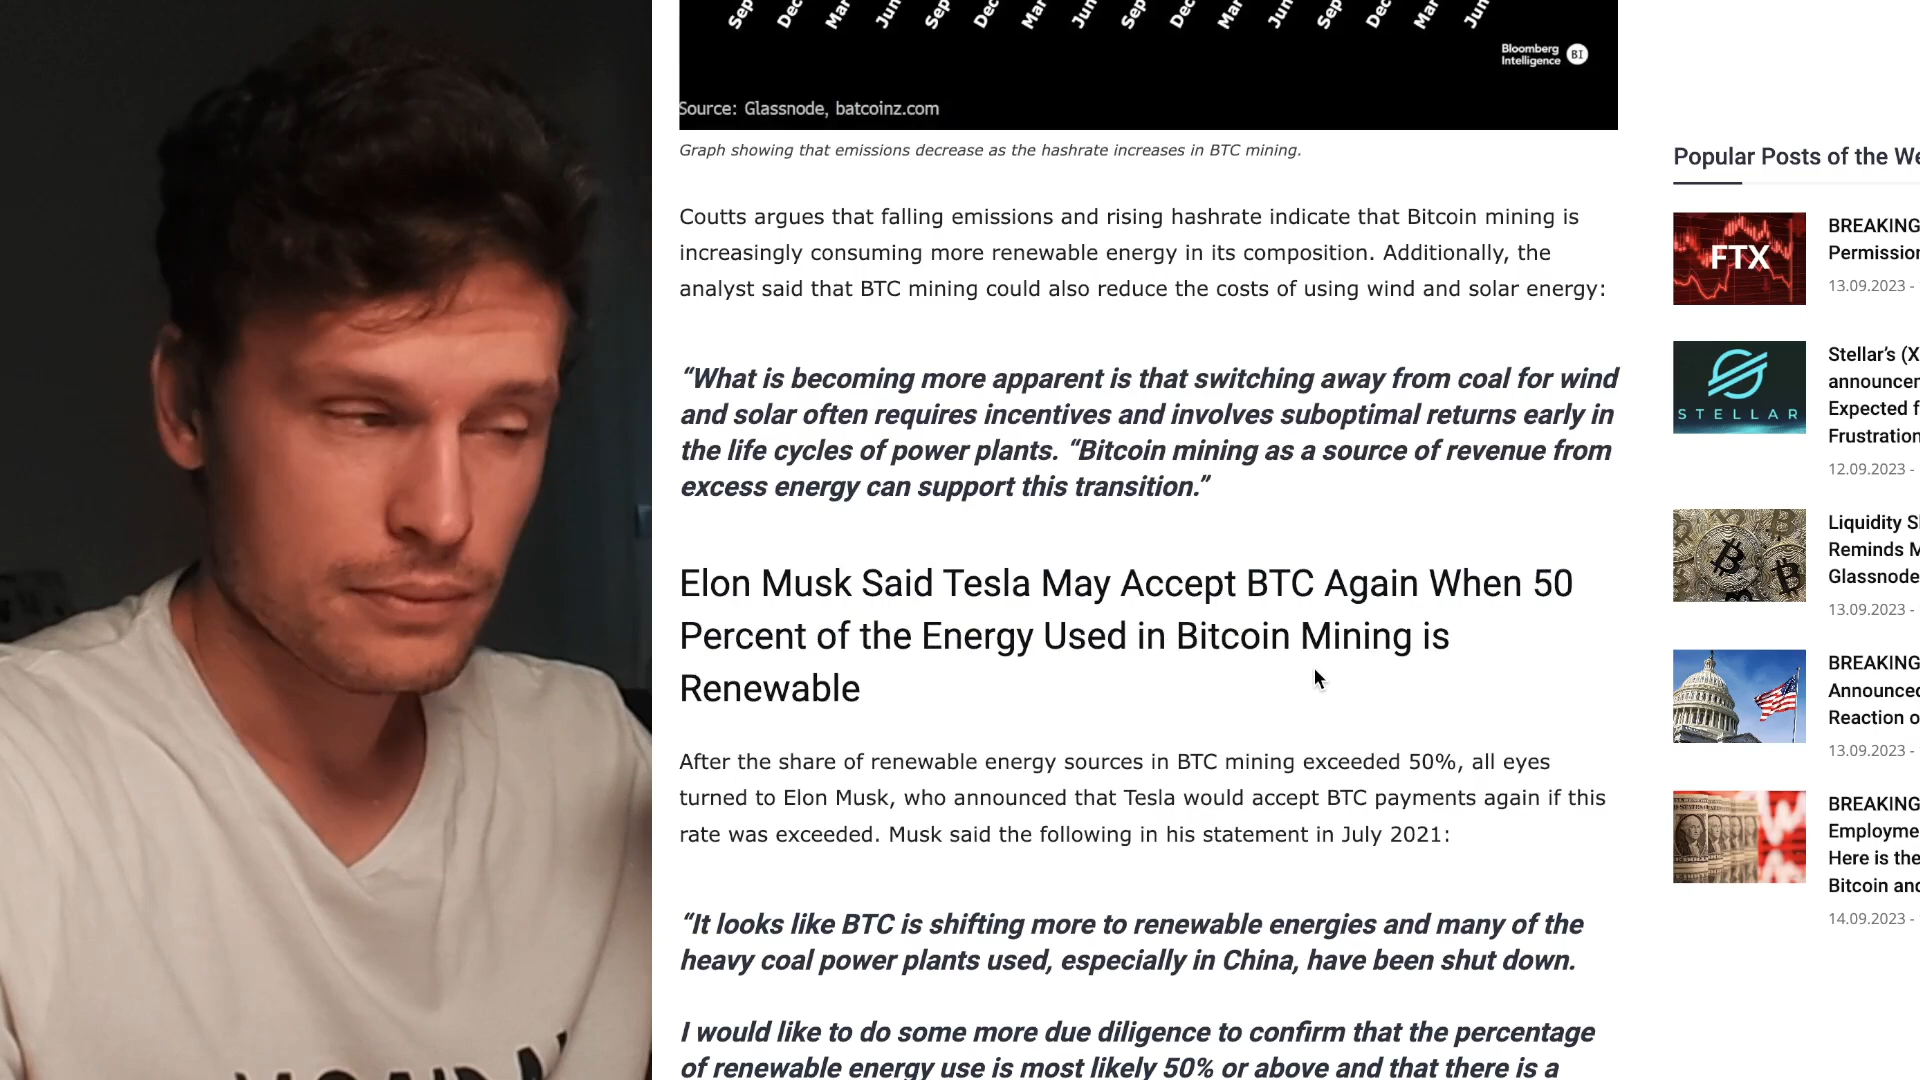 Sep
Dec
Mar
Jun
Sep
Dec
Mar
Jun
Sep
Dec
Mar
Jun
Sep
Dec
Mar
Jun
Bloomberg
Intelligence BI
Source: Glassnode, batcoinz.com
Graph showing that emissions decrease as the hashrate increases in BTC mining.
Coutts argues that falling emissions and rising hashrate indicate that Bitcoin mining is
increasingly consuming more renewable energy in its composition. Additionally, the
analyst said that BTC mining could also reduce the costs of using wind and solar energy:
“What is becoming more apparent is that switching away from coal for wind
and solar often requires incentives and involves suboptimal returns early in
the life cycles of power plants. “Bitcoin mining as a source of revenue from
excess energy can support this transition.”
Elon Musk Said Tesla May Accept BTC Again When 50
Percent of the Energy Used in Bitcoin Mining is
Renewable
After the share of renewable energy sources in BTC mining exceeded 50%, all eyes
turned to Elon Musk, who announced that Tesla would accept BTC payments again if this
rate was exceeded. Musk said the following in his statement in July 2021:
“It looks like BTC is shifting more to renewable energies and many of the
heavy coal power plants used, especially in China, have been shut down.
I would like to do some more due diligence to confirm that the percentage
of renewable energy use is most likely 50% or above and that there is a
Popular Posts of the We
FTX
BREAKING
Permission
13.09.2023 -
STELLAR
Stellar’s (X
announcem
Expected f
Frustration
12.09.2023 -
Liquidity S
Reminds M
Glassnode
13.09.2023 -
BREAKING
Announced
Reaction o
13.09.2023 -
BREAKING
Employme
Here is the
Bitcoin and
14.09.2023 -